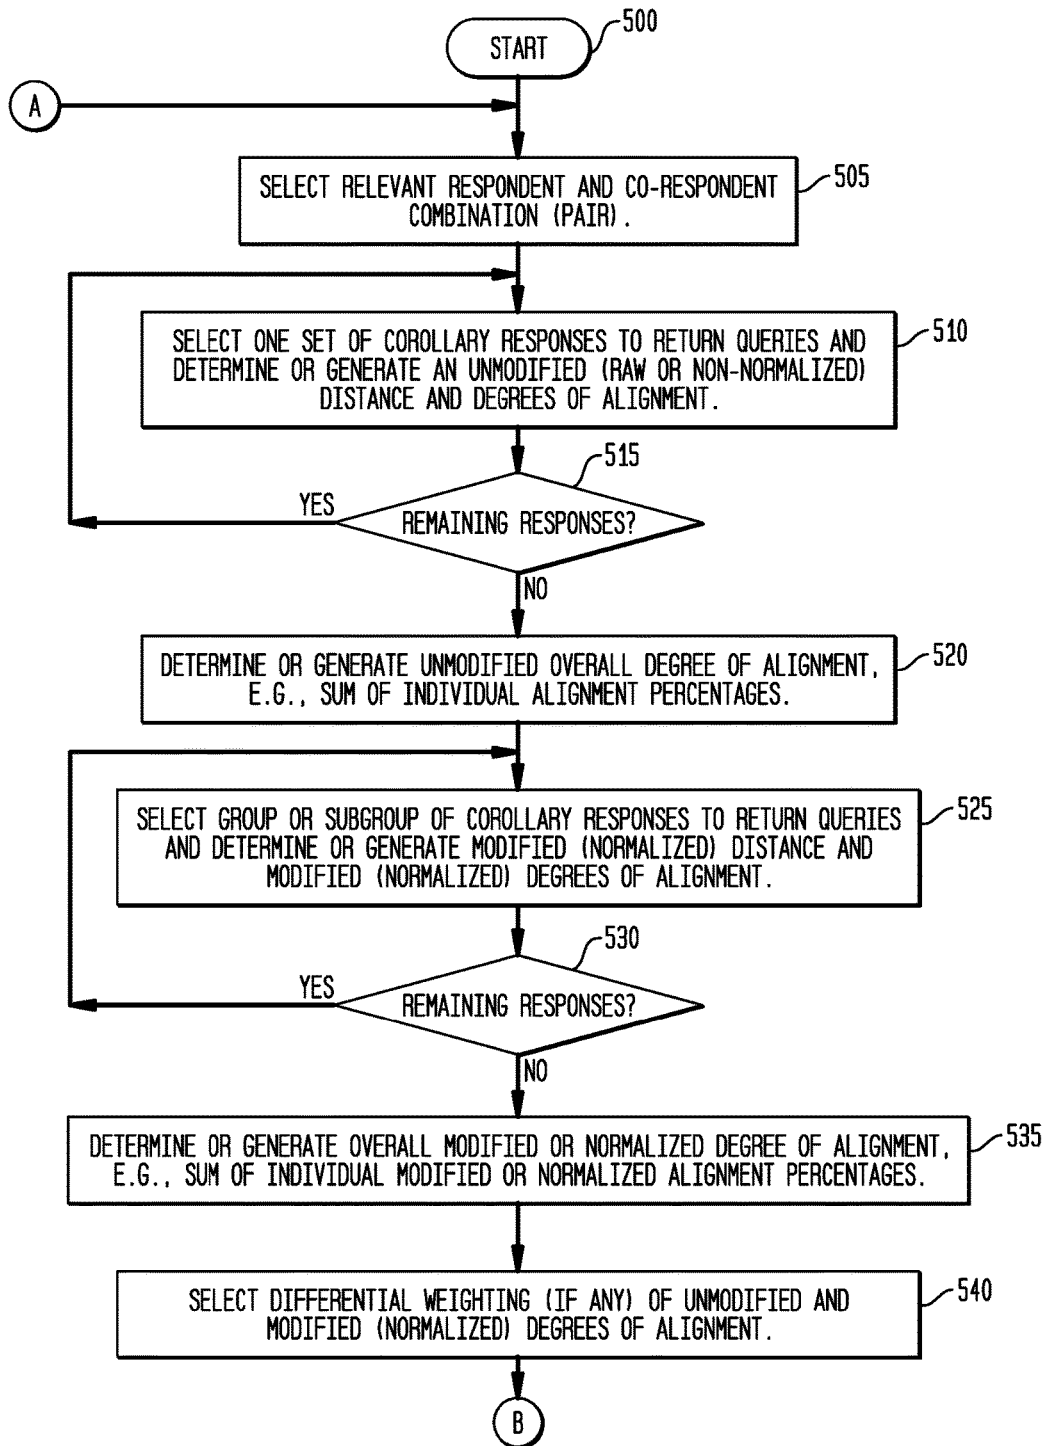 START
500
A
SELECT RELEVANT RESPONDENT AND CO-RESPONDENT
COMBINATION (PAIR).
505
SELECT ONE SET OF COROLLARY RESPONSES TO RETURN QUERIES AND
DETERMINE OR GENERATE AN UNMODIFIED (RAW OR NON-NORMALIZED)
DISTANCE AND DEGREES OF ALIGNMENT.
510
515
YES
REMAINING RESPONSES?
NO
DETERMINE OR GENERATE UNMODIFIED OVERALL DEGREE OF ALIGNMENT,
E.G., SUM OF INDIVIDUAL ALIGNMENT PERCENTAGES.
520
SELECT GROUP OR SUBGROUP OF COROLLARY RESPONSES TO RETURN QUERIES
AND DETERMINE OR GENERATE MODIFIED (NORMALIZED) DISTANCE AND
MODIFIED (NORMALIZED) DEGREES OF ALIGNMENT.
525
530
YES
REMAINING RESPONSES?
NO
DETERMINE OR GENERATE OVERALL MODIFIED OR NORMALIZED DEGREE OF ALIGNMENT,
E.G., SUM OF INDIVIDUAL MODIFIED OR NORMALIZED ALIGNMENT PERCENTAGES.
535
SELECT DIFFERENTIAL WEIGHTING (IF ANY) OF UNMODIFIED AND
MODIFIED (NORMALIZED) DEGREES OF ALIGNMENT.
540
B